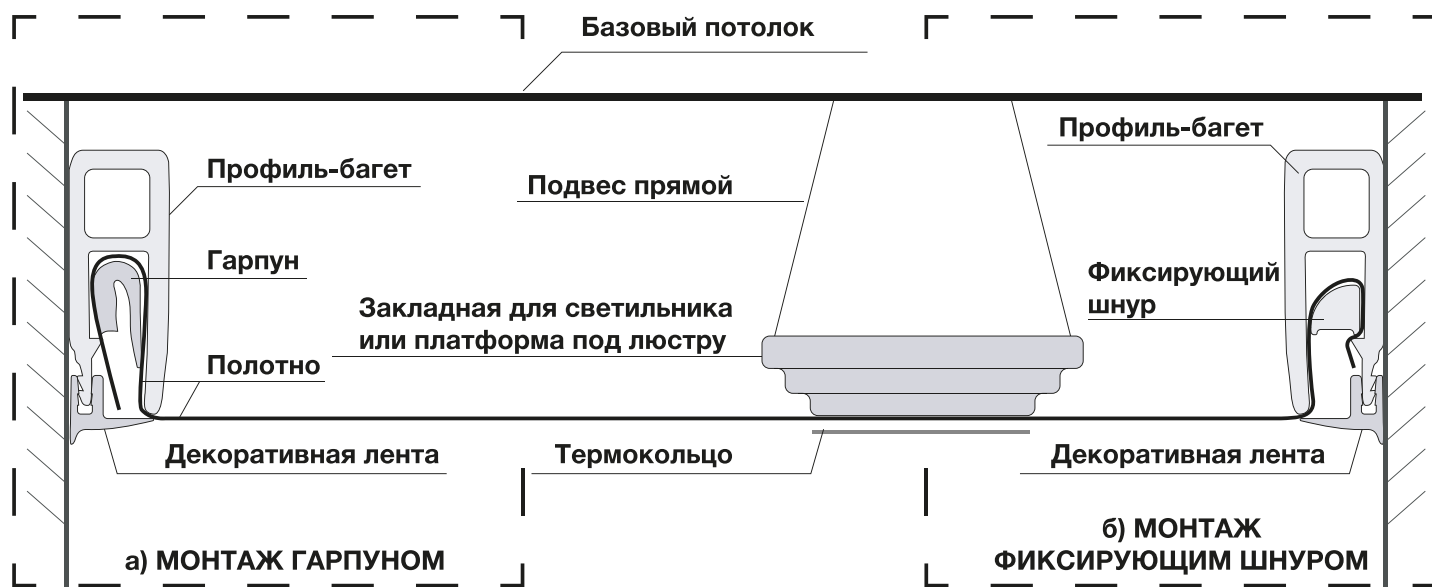 Базовый потолок
Профиль-багет
Профиль-багет
Подвес прямой
Гарпун
Фиксирующий
шнур
Закладная для светильника
или платформа под люстру
Полотно
Декоративная лента
Термокольцо
Декоративная лента
а) МОНТАЖ ГАРПУНОМ
б) МОНТАЖ
ФИКСИРУЮЩИМ ШНУРОМ